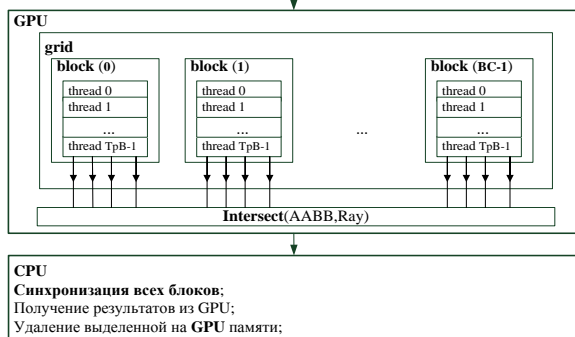 GPU
grid
block (0) block (1) block (BC-1)
thread 0 thread 0 thread 0
thread 1 thread 1 thread 1
... ... ... ...
thread TpB-1 thread TpB-1 thread TpB-1
Intersect(AABB,Ray)
CPU
Синхронизация всех блоков;
Получение результатов из GPU;
Удаление выделенной на GPU памяти;